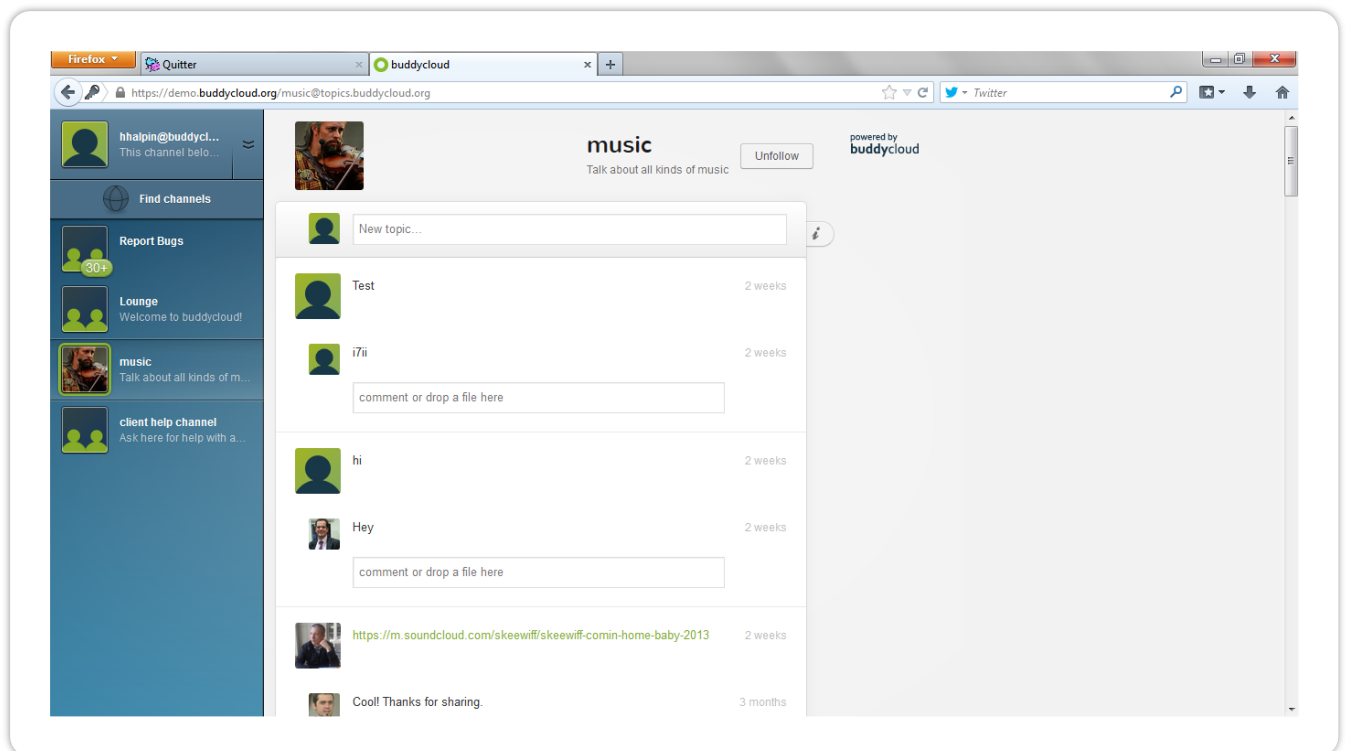 Firefox
Quitter
buddycloud
https://demo.buddycloud.org/music@topics.buddycloud.org
Twitter
hhalpin@buddycl...
This channel belo...
Find channels
Report Bugs
30+
Lounge
Welcome to buddycloud!
music
Talk about all kinds of m...
client help channel
Ask here for help with a...
music
Talk about all kinds of music
Unfollow
powered by
buddycloud
New topic...
i
Test
2 weeks
i7ii
2 weeks
comment or drop a file here
hi
2 weeks
Hey
2 weeks
comment or drop a file here
https://m.soundcloud.com/skeewiff/skeewiff-comin-home-baby-2013
2 weeks
Cool! Thanks for sharing.
3 months